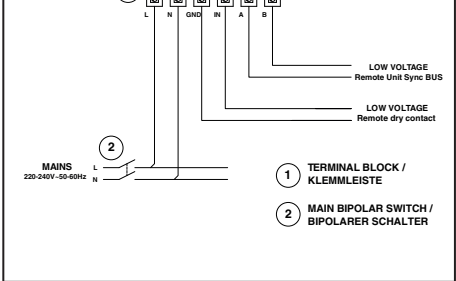 L N GND IN A B
LOW VOLTAGE
Remote Unit Sync BUS
LOW VOLTAGE
Remote dry contact
2
MAINS
220-240V~50-60Hz
L
N
1 TERMINAL BLOCK /
KLEMMLEISTE
2 MAIN BIPOLAR SWITCH /
BIPOLARER SCHALTER